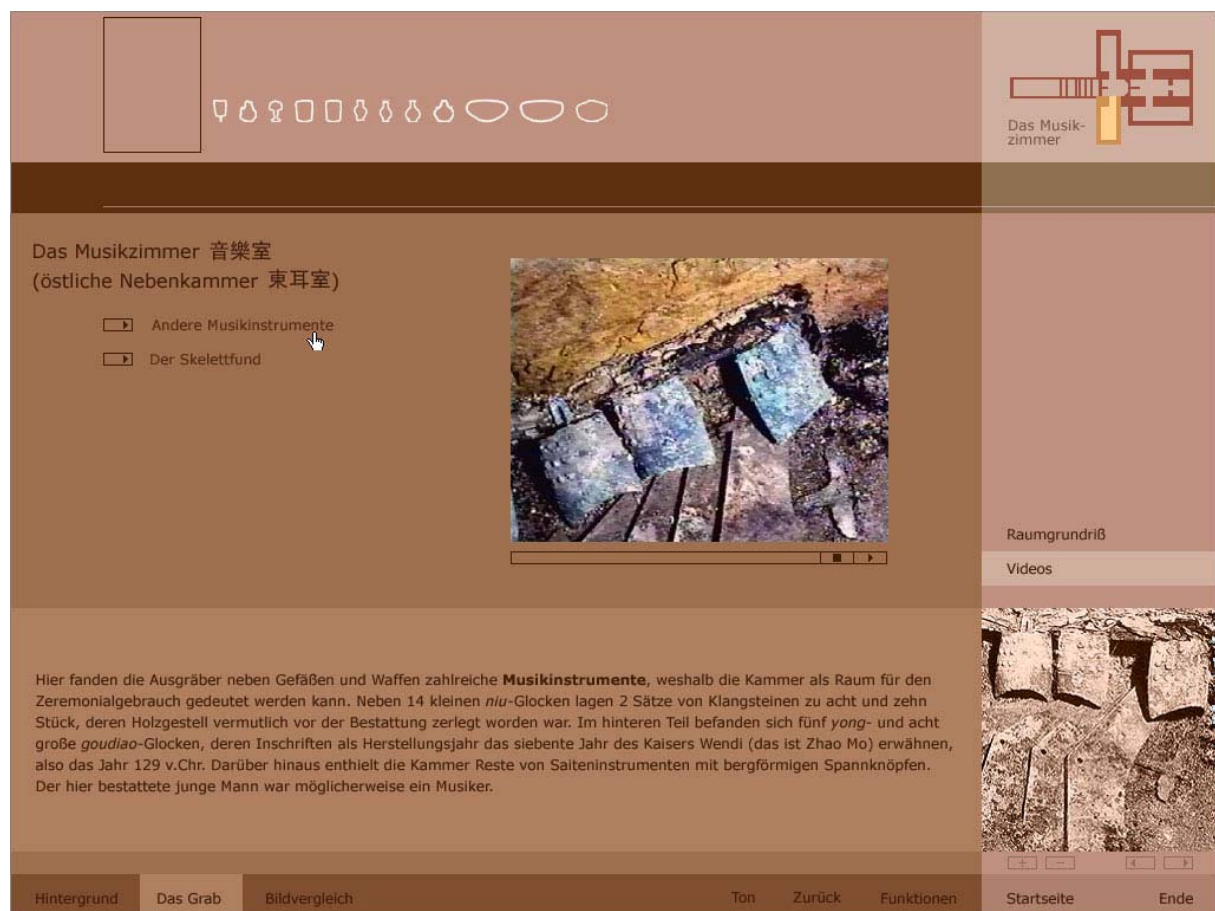 Das Musik-
zimmer
Das Musikzimmer 音樂室
(östliche Nebenkammer 東耳室)
Andere Musikinstrumente
Der Skelettfund
Raumgrundriß
Videos
Hier fanden die Ausgräber neben Gefäßen und Waffen zahlreiche Musikinstrumente, weshalb die Kammer als Raum für den
Zeremonialgebrauch gedeutet werden kann. Neben 14 kleinen niu-Glocken lagen 2 Sätze von Klangsteinen zu acht und zehn
Stück, deren Holzgestell vermutlich vor der Bestattung zerlegt worden war. Im hinteren Teil befanden sich fünf yong- und acht
große goudiao-Glocken, deren Inschriften als Herstellungsjahr das siebente Jahr des Kaisers Wendi (das ist Zhao Mo) erwähnen,
also das Jahr 129 v.Chr. Darüber hinaus enthielt die Kammer Reste von Saiteninstrumenten mit bergförmigen Spannknöpfen.
Der hier bestattete junge Mann war möglicherweise ein Musiker.
Hintergrund Das Grab Bildvergleich Ton Zurück Funktionen Startseite Ende